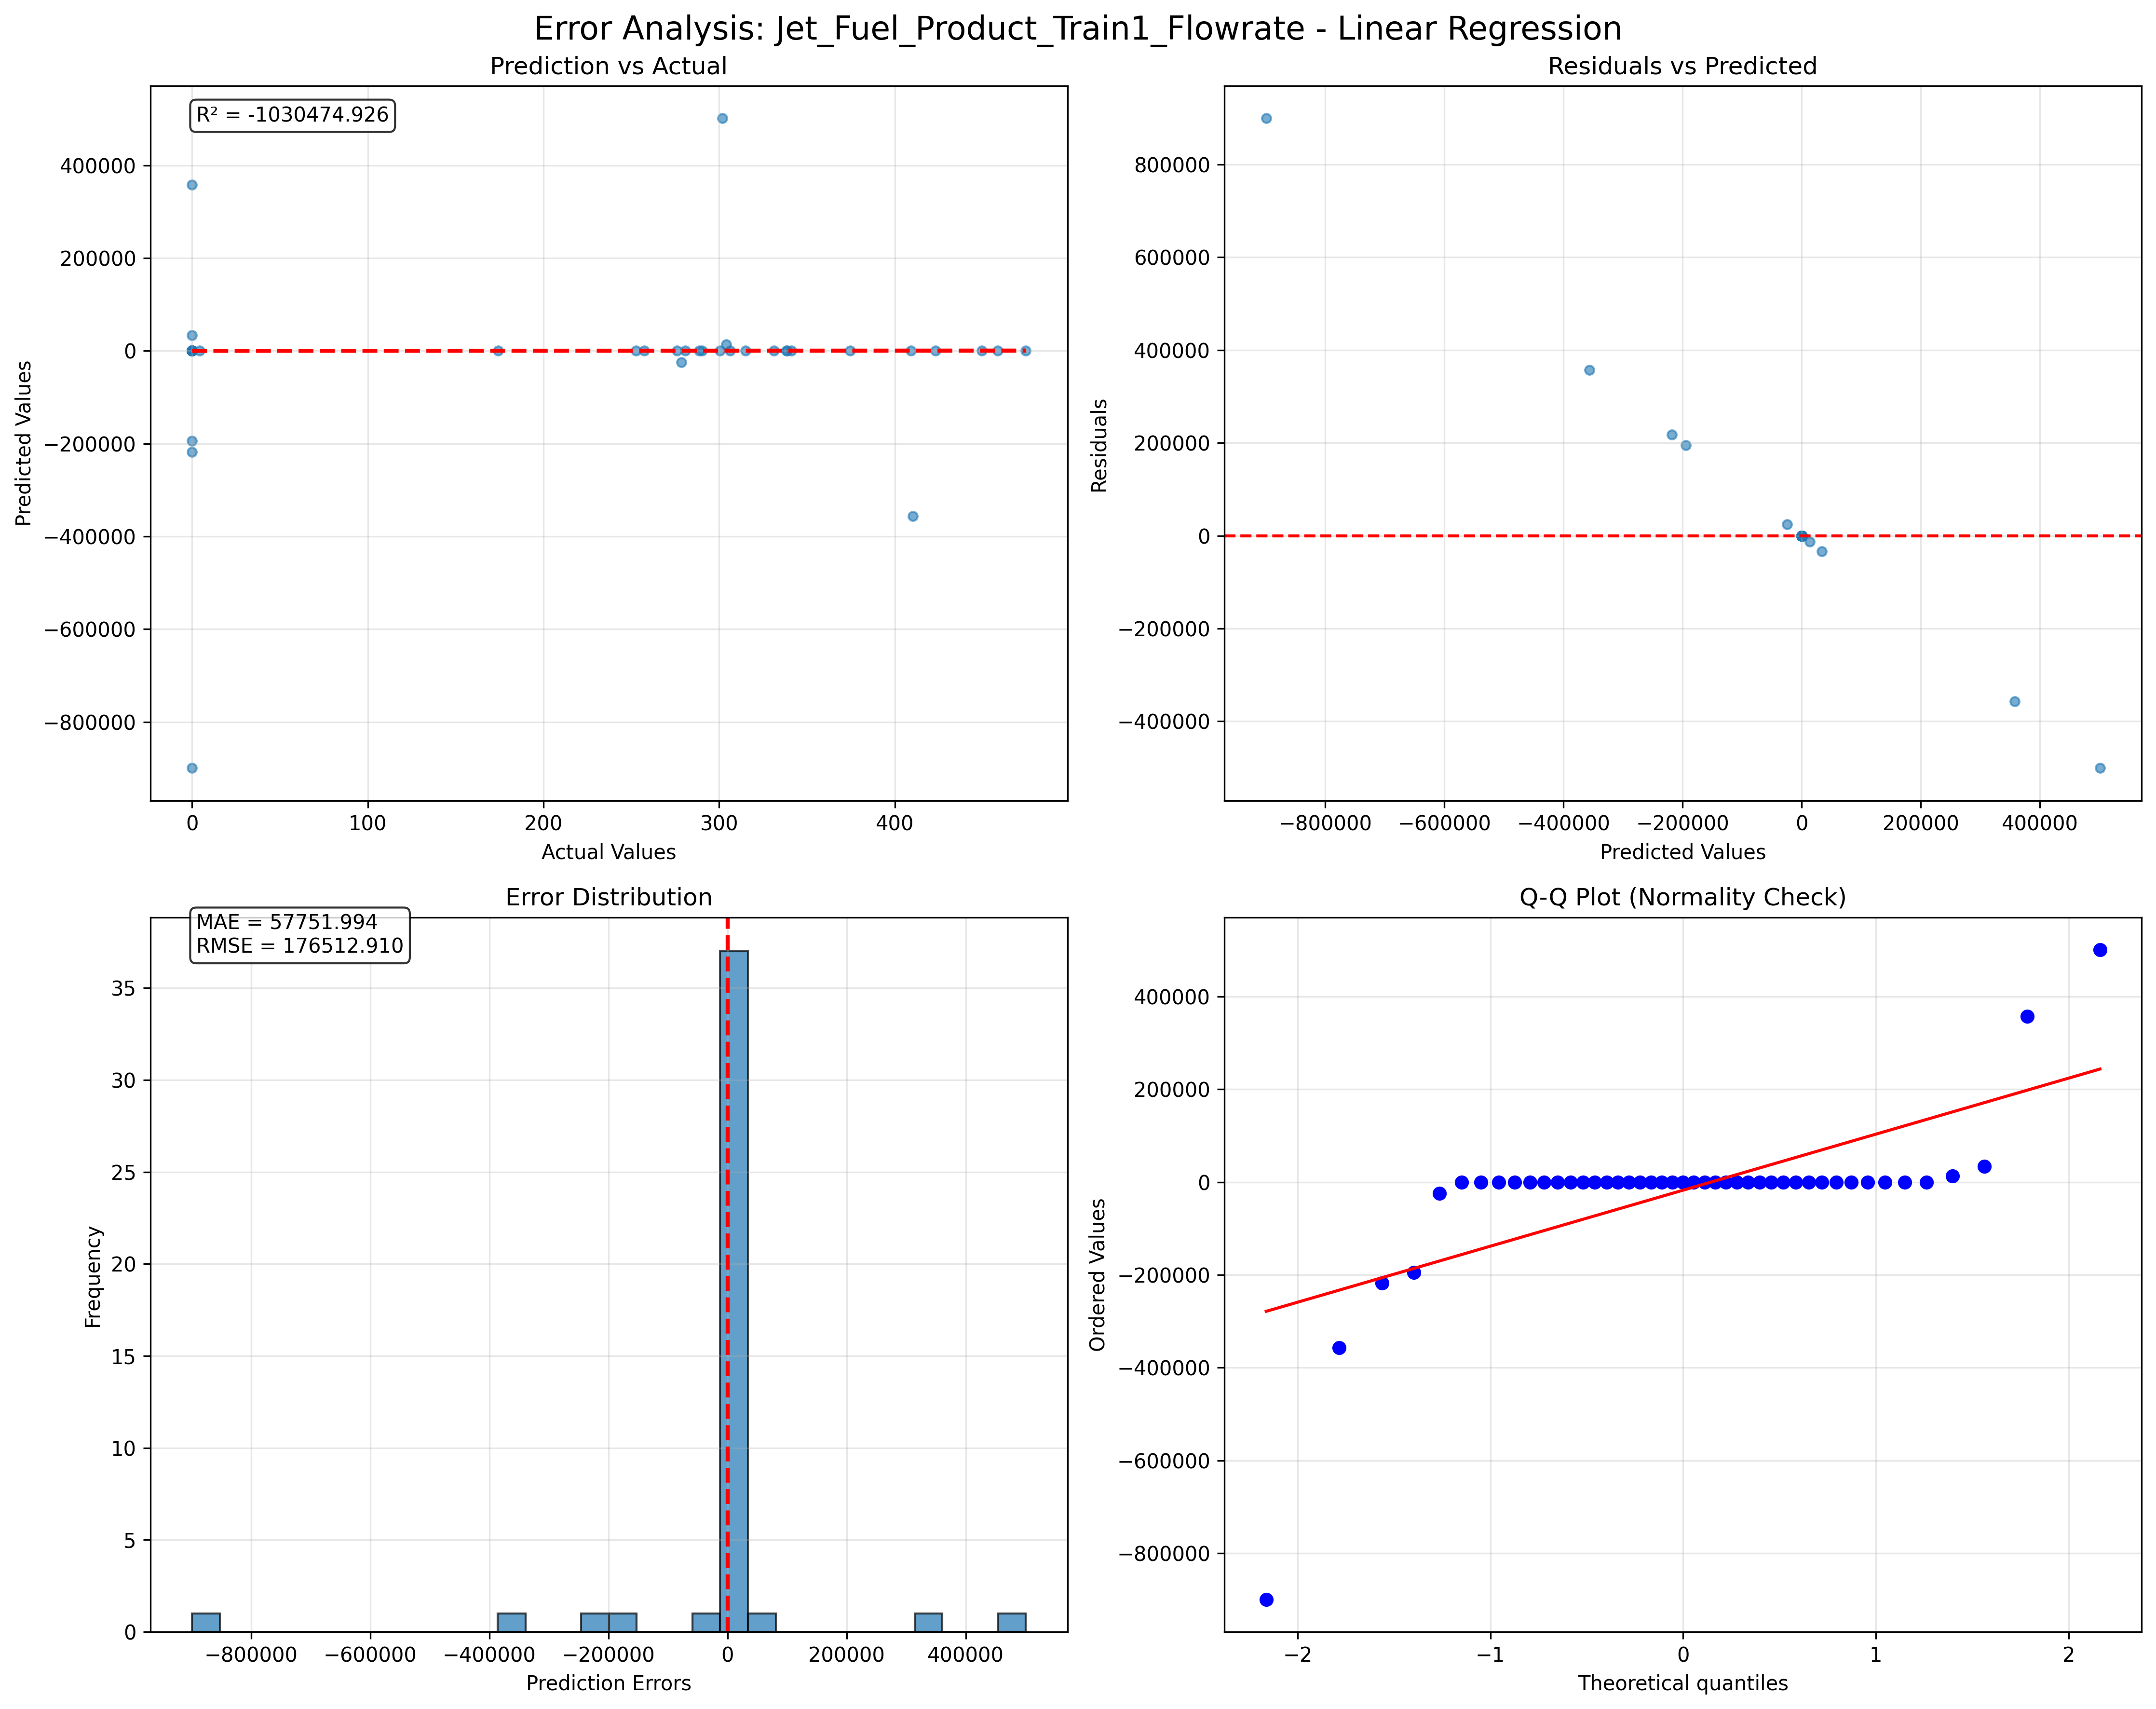 Error Analysis: Jet_Fuel_Product_Train1_Flowrate - Linear Regression
Prediction vs Actual
R² = -1030474.926
400000
200000
0
−200000
−400000
−600000
−800000
Predicted Values
0 100 200 300 400
Actual Values
Residuals vs Predicted
800000
600000
400000
200000
0
−200000
−400000
Residuals
−800000 −600000 −400000 −200000 0 200000 400000
Predicted Values
Error Distribution
MAE = 57751.994
RMSE = 176512.910
35
30
25
20
15
10
5
0
Frequency
−800000 −600000 −400000 −200000 0 200000 400000
Prediction Errors
Q-Q Plot (Normality Check)
400000
200000
0
−200000
−400000
−600000
−800000
Ordered Values
−2 −1 0 1 2
Theoretical quantiles